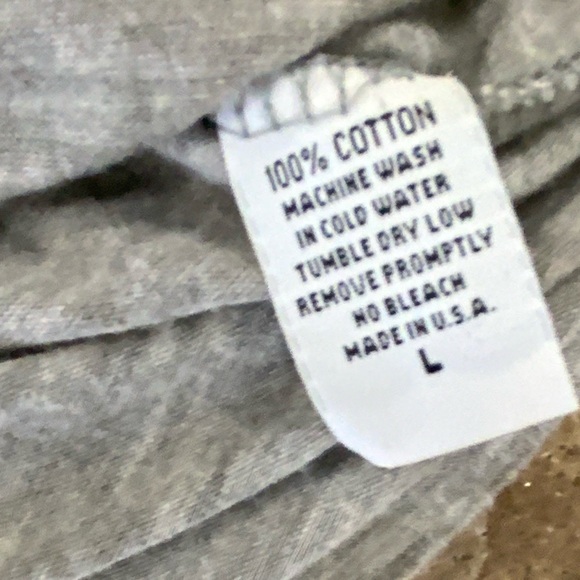 100% COTTON
MACHINE WASH
IN COLD WATER
TUMBLE DRY LOW
REMOVE PROMPTLY
NO BLEACH
MADE IN U.S.A.
L